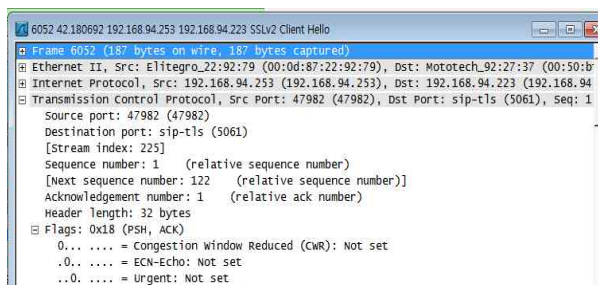 6052 42.180692 192.168.94.253 192.168.94.223 SSLv2 Client Hello
Frame 6052 (187 bytes on wire, 187 bytes captured)
Ethernet II, Src: Elitegro_22:92:79 (00:0d:87:22:92:79), Dst: Mototech_92:27:37 (00:50:
Internet Protocol, Src: 192.168.94.253 (192.168.94.253), Dst: 192.168.94.223 (192.168.94
Transmission Control Protocol, Src Port: 47982 (47982), Dst Port: sip-tls (5061), Seq: 1
Source port: 47982 (47982)
Destination port: sip-tls (5061)
[Stream index: 225]
Sequence number: 1 (relative sequence number)
[Next sequence number: 122 (relative sequence number)]
Acknowledgement number: 1 (relative ack number)
Header length: 32 bytes
Flags: 0x18 (PSH, ACK)
0... .... = Congestion Window Reduced (CWR): Not set
.0.. .... = ECN-Echo: Not set
..0. .... = Urgent: Not set